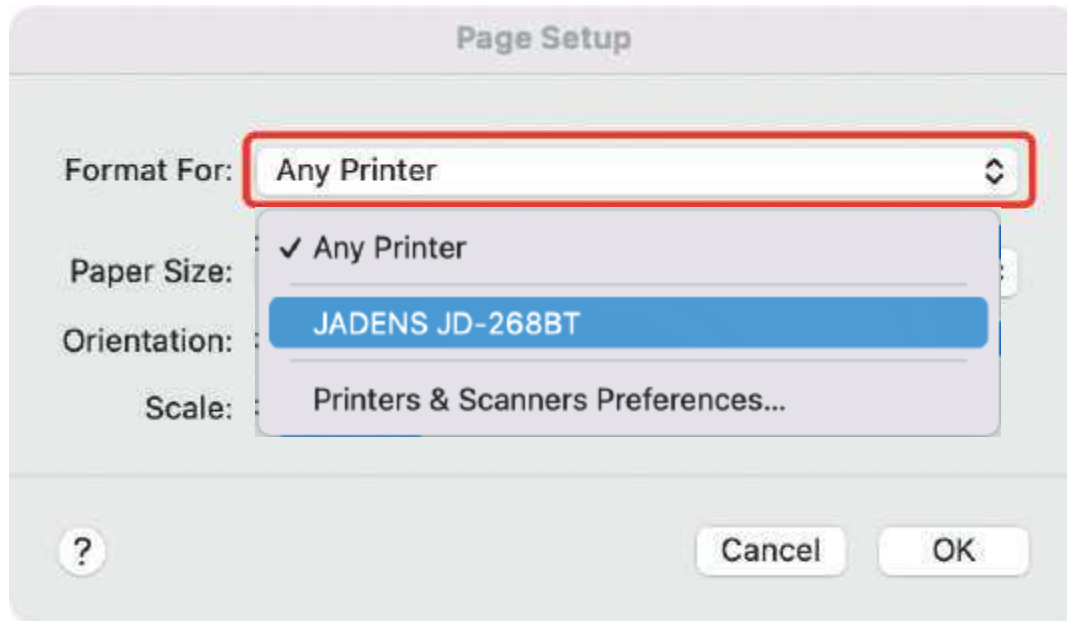 Page Setup
Format For: Any Printer
✓ Any Printer
Paper Size:
JADENS JD-268BT
Orientation:
Printers & Scanners Preferences...
Scale:
? Cancel OK